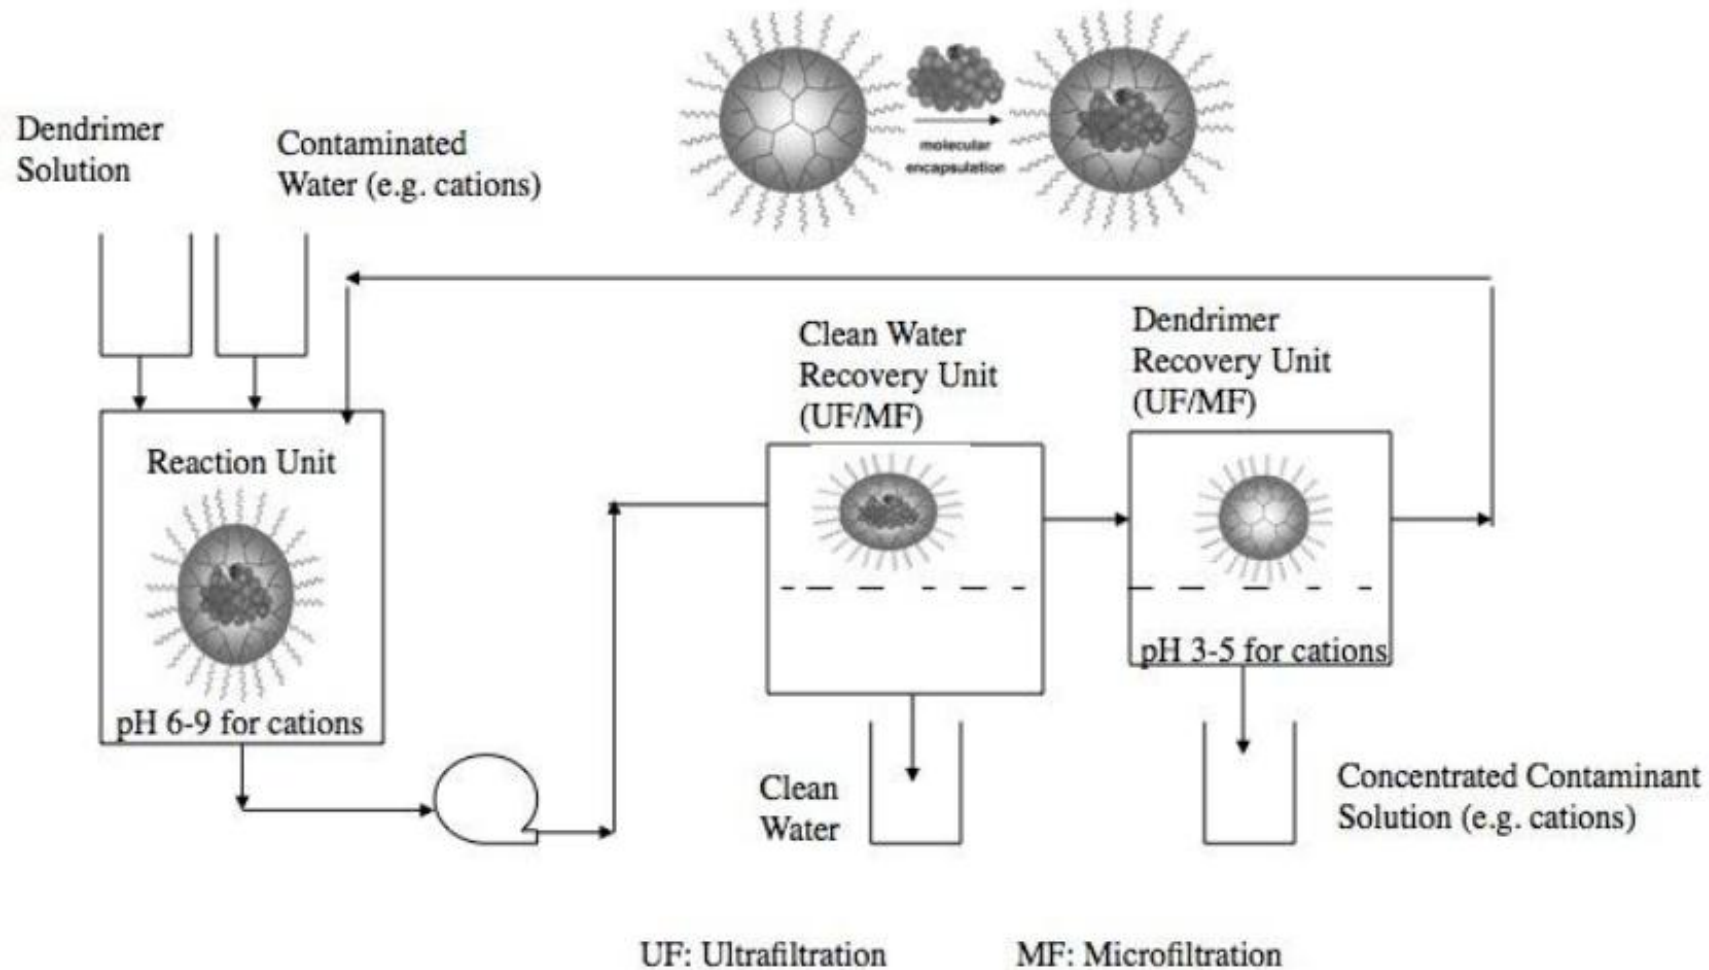 molecular
encapsulation
Dendrimer
Solution
Contaminated
Water (e.g. cations)
Clean Water
Recovery Unit
(UF/MF)
Dendrimer
Recovery Unit
(UF/MF)
Reaction Unit
pH 6-9 for cations
pH 3-5 for cations
Clean
Water
Concentrated Contaminant
Solution (e.g. cations)
UF: Ultrafiltration
MF: Microfiltration